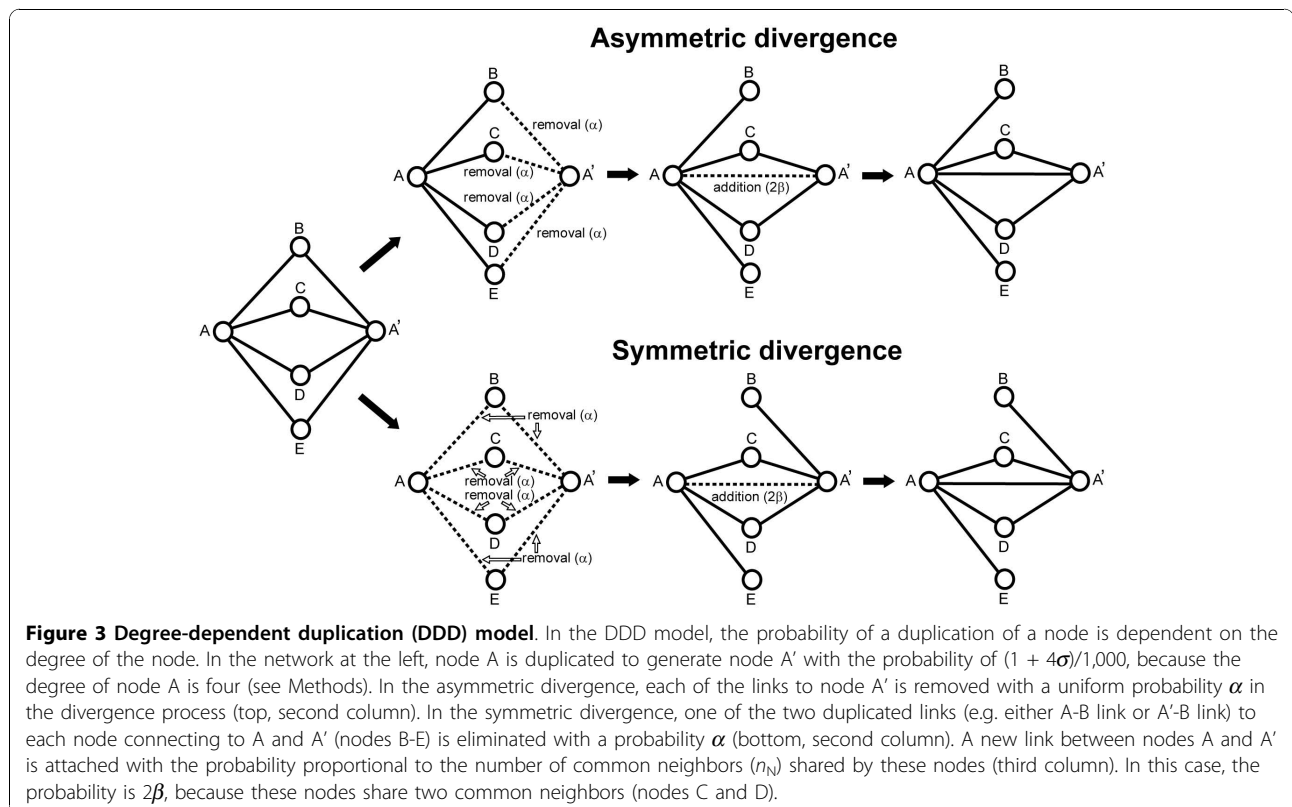 Asymmetric divergence
B
C
A
A'
D
E
removal (α)
removal (α)
removal (α)
removal (α)
B
C
A
A'
addition (2β)
D
E
B
C
A
A'
D
E
B
C
A
A'
D
E
Symmetric divergence
B
removal (α)
C
A
A'
removal (α)
removal (α)
D
removal (α)
E
B
C
A
A'
addition (2β)
D
E
B
C
A
A'
D
E
Figure 3 Degree-dependent duplication (DDD) model. In the DDD model, the probability of a duplication of a node is dependent on the
degree of the node. In the network at the left, node A is duplicated to generate node A' with the probability of (1 + 4σ)/1,000, because the
degree of node A is four (see Methods). In the asymmetric divergence, each of the links to node A' is removed with a uniform probability α in
the divergence process (top, second column). In the symmetric divergence, one of the two duplicated links (e.g. either A-B link or A'-B link) to
each node connecting to A and A' (nodes B-E) is eliminated with a probability α (bottom, second column). A new link between nodes A and A'
is attached with the probability proportional to the number of common neighbors (nN) shared by these nodes (third column). In this case, the
probability is 2β, because these nodes share two common neighbors (nodes C and D).